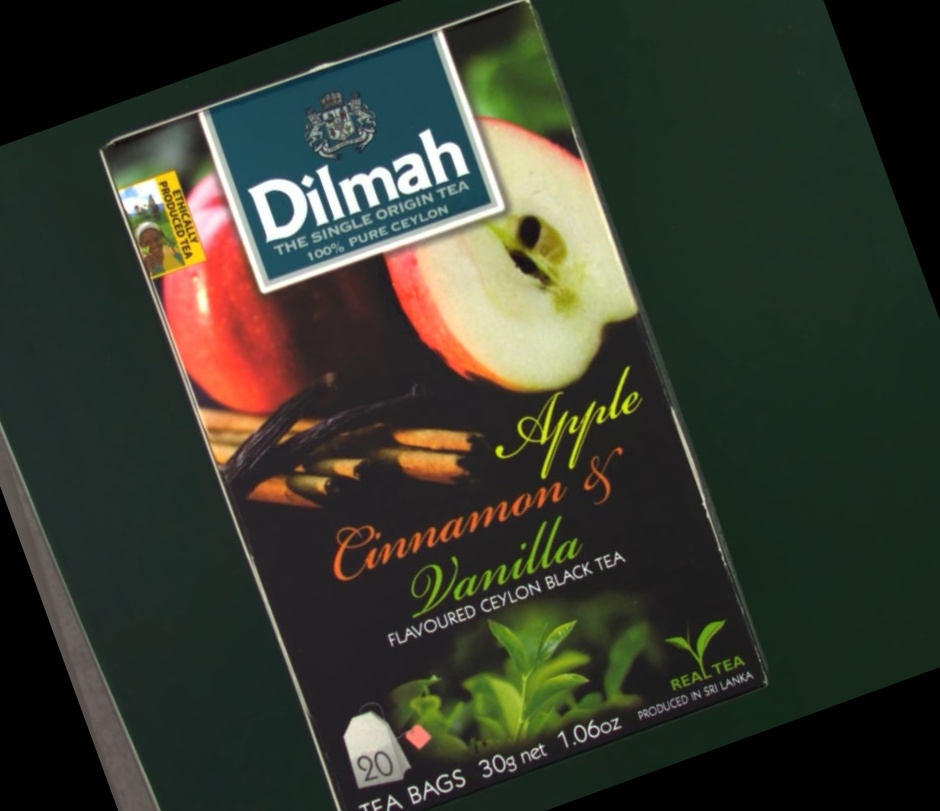 Dilmah
THE SINGLE ORIGIN TEA
100% PURE CEYLON
ETHICALLY
PRODUCED TEA
Apple
Cinnamon &
Vanilla
FLAVOURED CEYLON BLACK TEA
REAL TEA
PRODUCED IN SRI LANKA
20
TEA BAGS 30g net 1.06oz